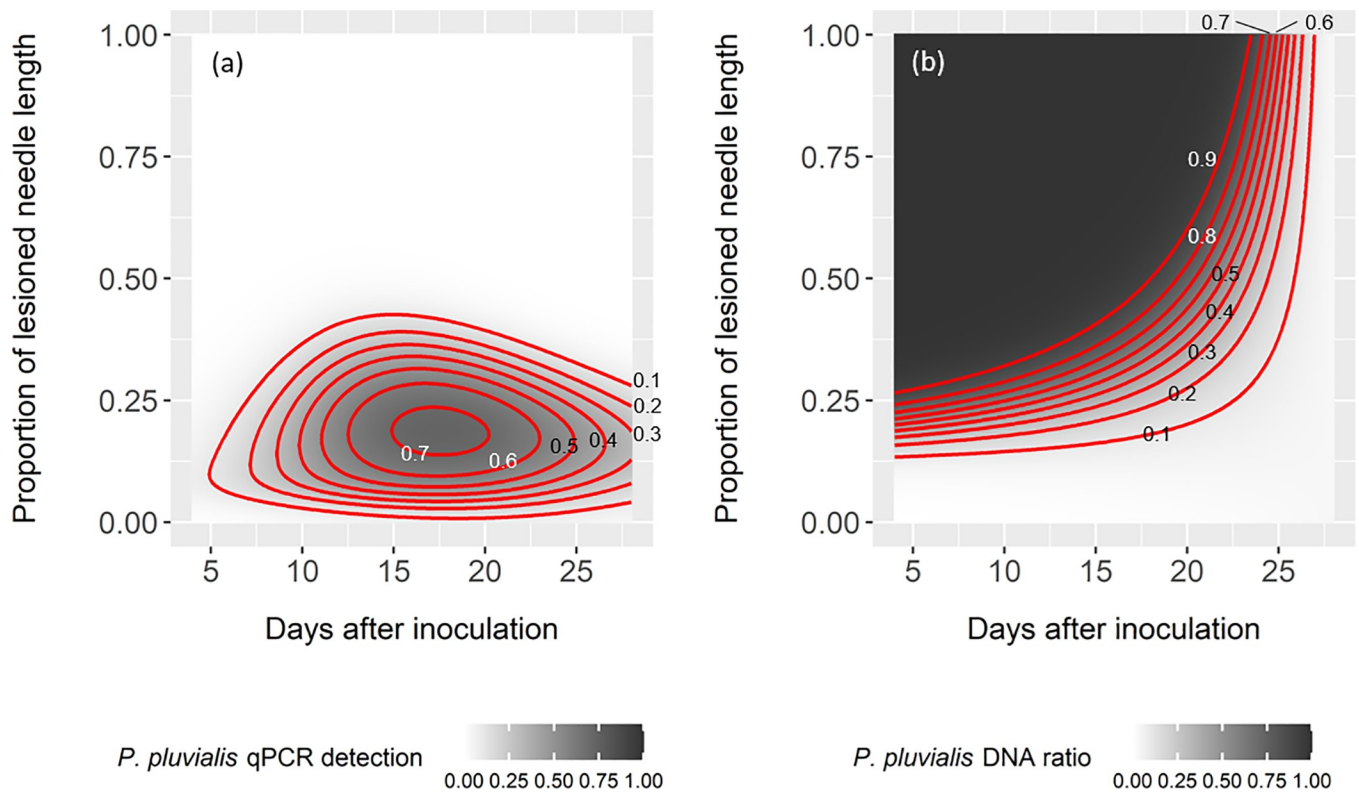 Proportion of lesioned needle length
1.00
0.75
0.50
0.25
0.00
(a)
0.1
0.2
0.3
0.4
0.5
0.6
0.7
5 10 15 20 25
Days after inoculation
P. pluvialis qPCR detection
0.00 0.25 0.50 0.75 1.00
Proportion of lesioned needle length
1.00
0.75
0.50
0.25
0.00
(b)
0.7 0.6
0.9
0.8
0.5
0.4
0.3
0.2
0.1
5 10 15 20 25
Days after inoculation
P. pluvialis DNA ratio
0.00 0.25 0.50 0.75 1.00